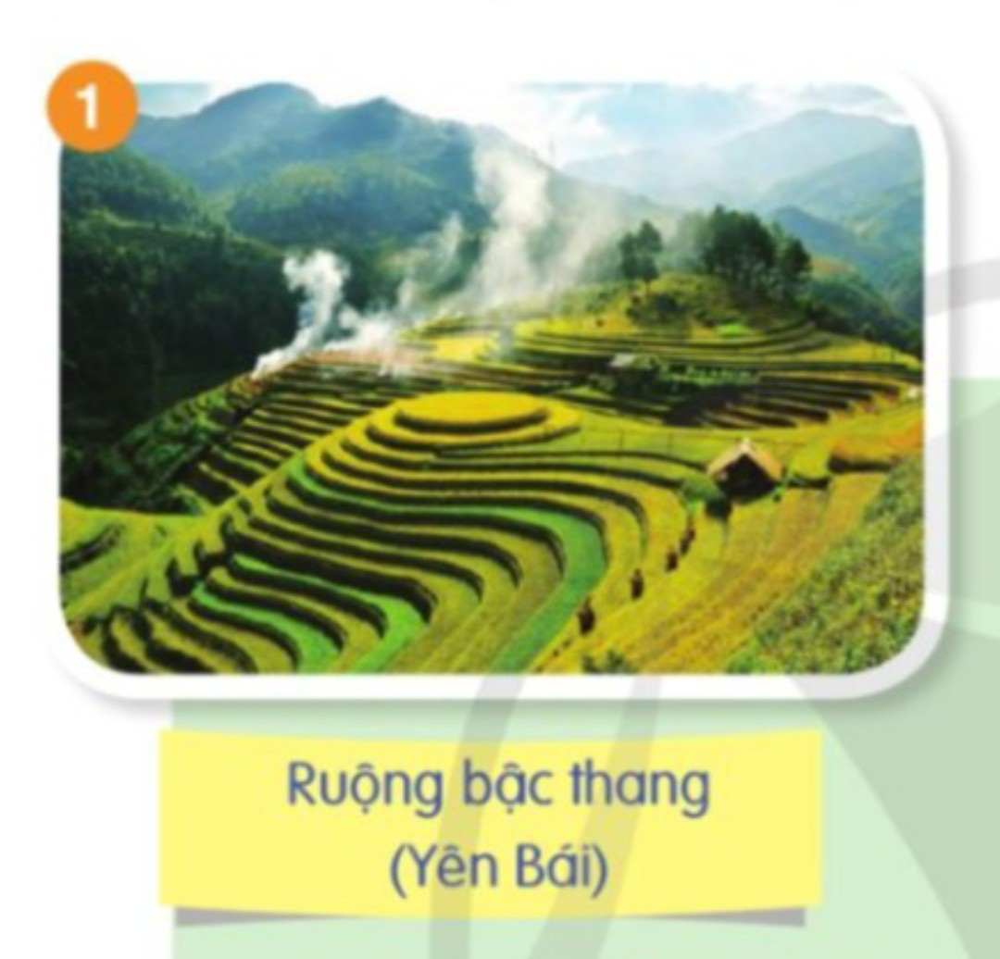 1
Ruộng bậc thang
(Yên Bái)